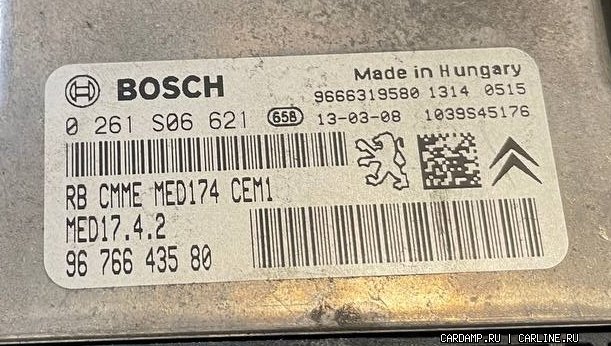 BOSCH
Made in Hungary
9666319580 1314 0515
0 261 S06 621 658 13-03-08 1039S45176
RB CMME MED174 CEM1
MED17.4.2
96 766 435 80
CARDAMP.RU | CARLINE.RU